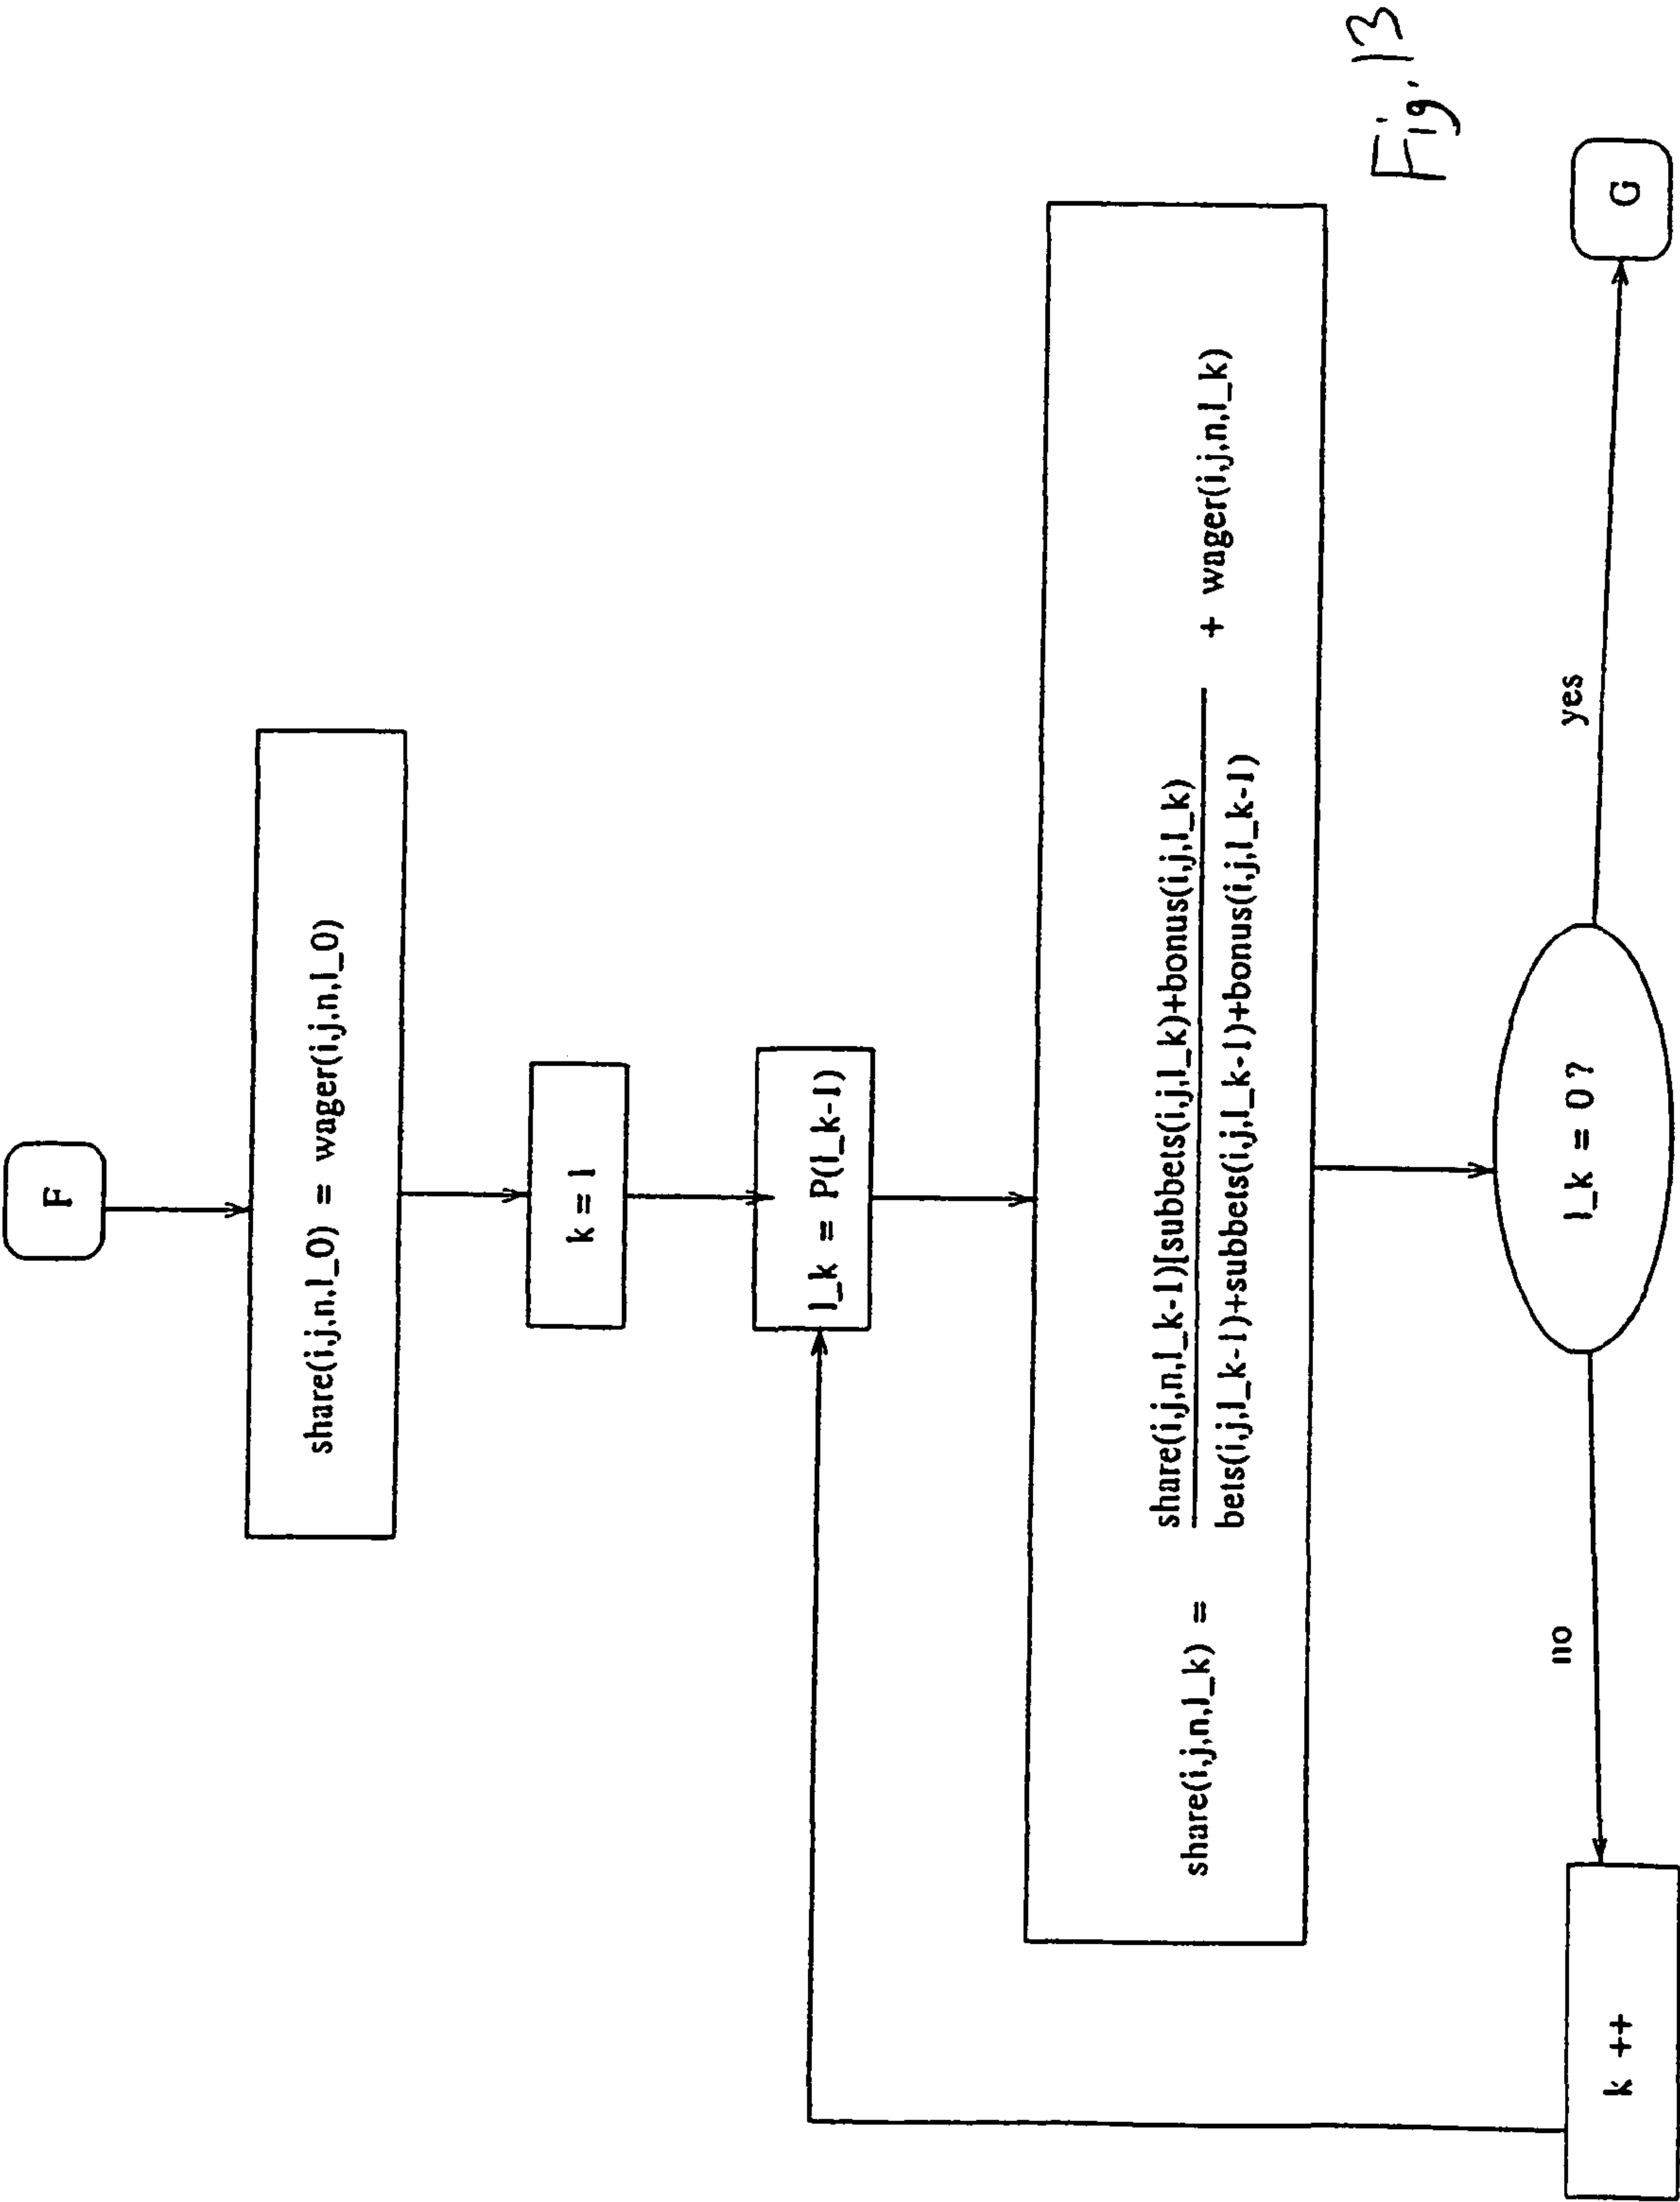 F
share(i,j,n,l_0) = wager(i,j,n,l_0)
k = 1
l_k = P(l_k-1)
share(i,j,n,l_k) = share(i,j,n,l_k-1)[subbets(i,j,l_k)+bonus(i,j,l_k) + wager(i,j,n,l_k)
bets(i,j,l_k-1)+subbets(i,j,l_k-1)+bonus(i,j,l_k-1)
l_k = 0 ?
no
yes
k ++
G
Fig. 13